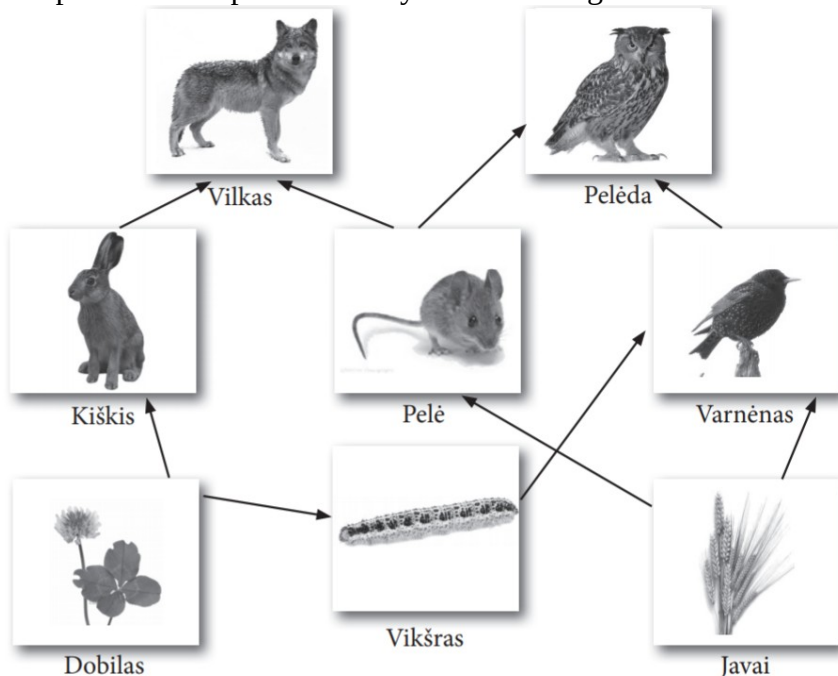 Vilkas
Pelėda
Kiškis
Pelė
Varnėnas
Dobilas
Vikšras
Javai